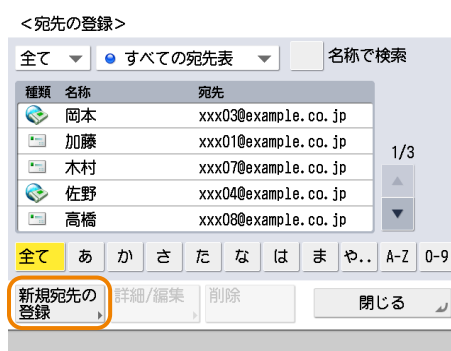 <宛先の登録>
全て すべての宛先表 名称で検索
種類 名称 宛先
岡本 xxx03@example.co.jp
加藤 xxx01@example.co.jp
木村 xxx07@example.co.jp
佐野 xxx04@example.co.jp
高橋 xxx08@example.co.jp
1/3
全て あ か さ た な は ま や.. A-Z 0-9
新規宛先の
登録
詳細/編集 削除 閉じる